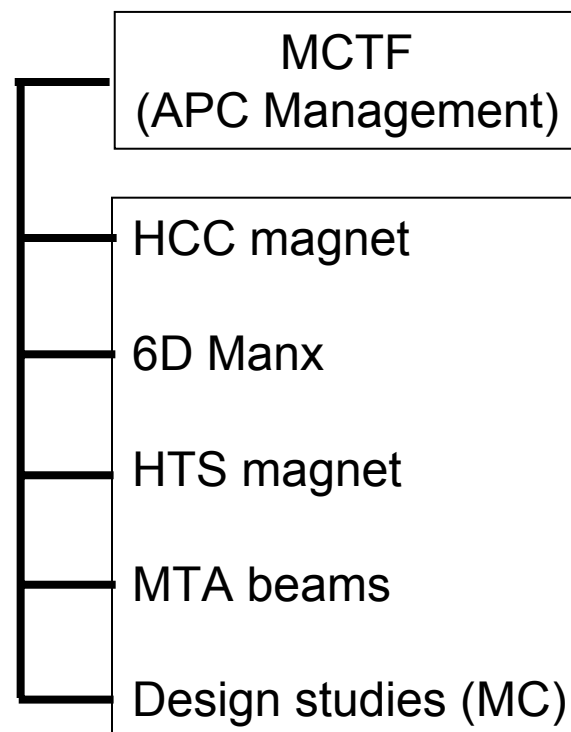 MCTF
(APC Management)
HCC magnet
6D Manx
HTS magnet
MTA beams
Design studies (MC)